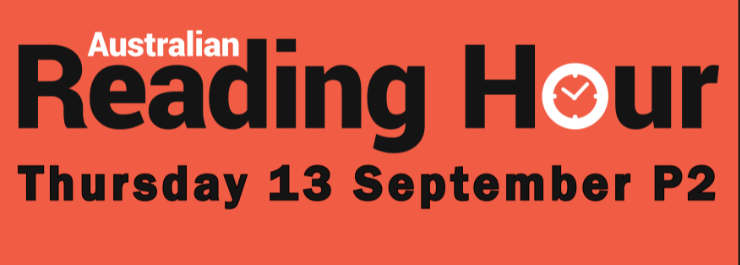 Australian
Reading Hour
Thursday 13 September P2